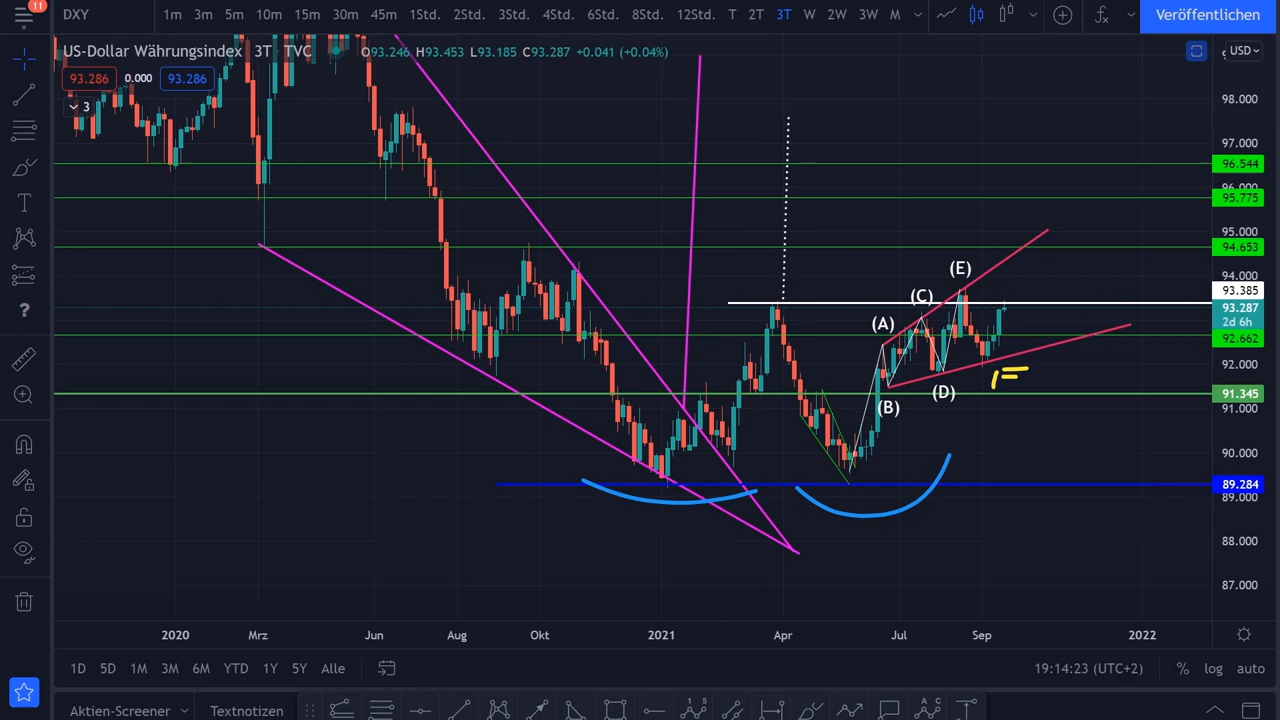 11
DXY 1m 3m 5m 10m 15m 30m 45m 1Std. 2Std. 3Std. 4Std. 6Std. 8Std. 12Std. 2T 3T W 2W 3W M Veröffentlichen
US-Dollar Währungsindex 3T TVC O93.246 H93.453 L93.185 C93.287 +0.041 (+0.04%)
USD
93.286 0.000 93.286
3
98.000
97.000
96.544
96.000
95.775
95.000
94.653
94.000
93.385
93.287
2d 6h
92.662
92.000
91.345
91.000
90.000
89.284
89.000
88.000
87.000
(E)
(C)
(A)
(D)
(B)
F
2020 Mrz Jun Aug Okt 2021 Apr Jul Sep 2022
1D 5D 1M 3M 6M YTD 1Y 5Y Alle 19:14:23 (UTC+2) % log auto
Aktien-Screener Textnotizen